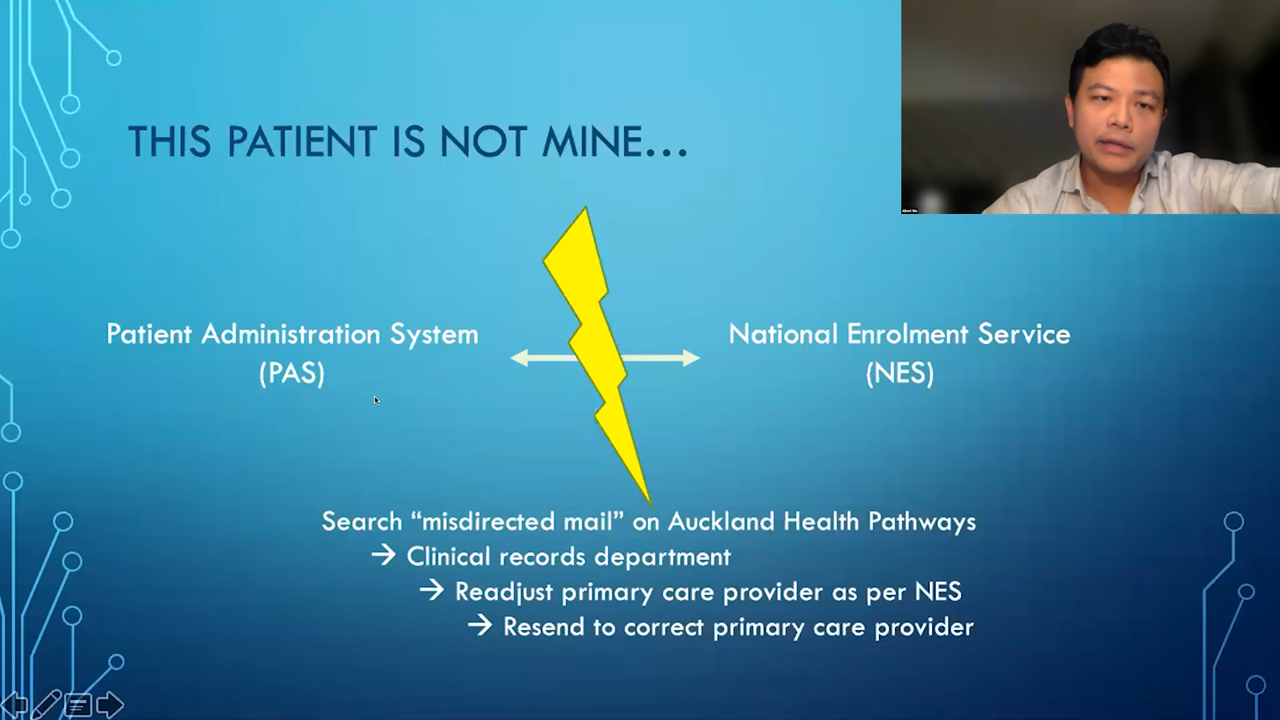 THIS PATIENT IS NOT MINE...
Patient Administration System
(PAS)
National Enrolment Service
(NES)
Search “misdirected mail” on Auckland Health Pathways
→ Clinical records department
→ Readjust primary care provider as per NES
→ Resend to correct primary care provider